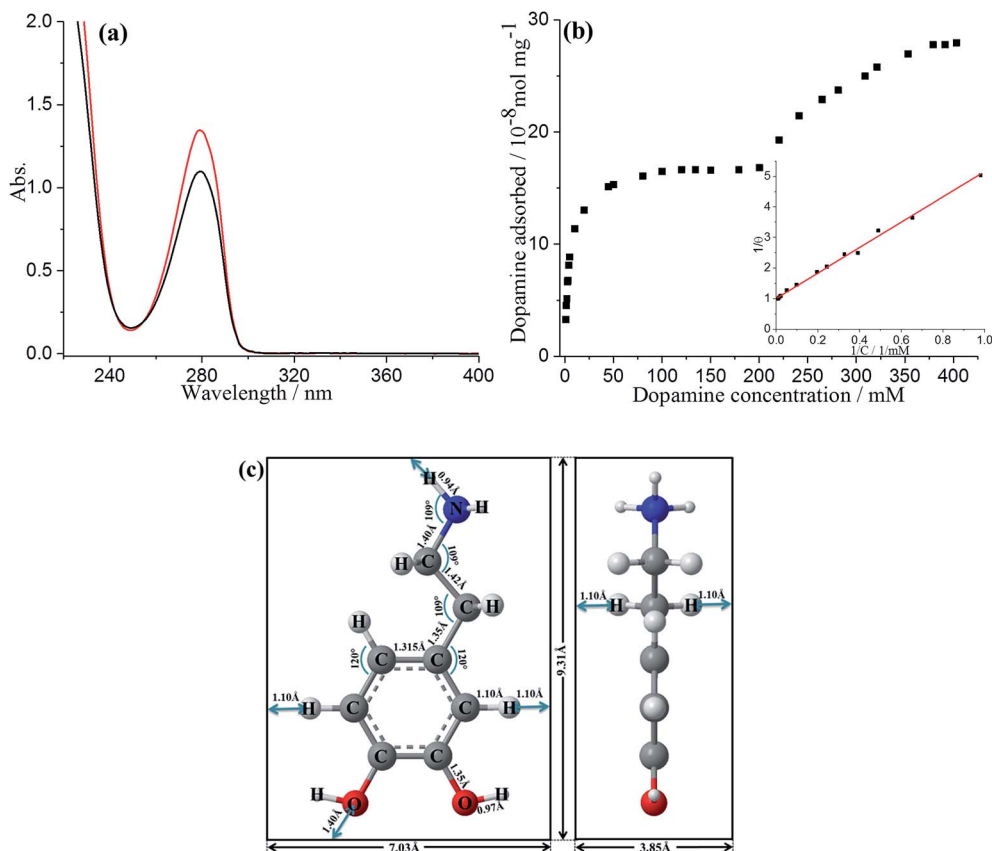 (a)
2.0
1.5
1.0
0.5
0.0
Abs.
240 280 320 360 400
Wavelength / nm
(b)
30
20
10
0
Dopamine adsorbed / 10⁻⁸mol mg⁻¹
0 50 100 150 200 250 300 350 400
Dopamine concentration / mM
5
4
3
2
1
0
1/Θ
0.0 0.2 0.4 0.6 0.8 1.0
1/C / 1/mM
(c)
H
0.94Å
N
H
109°
1.40Å
H
C
109°
1.42Å
109°
C
H
H
1.35Å
1.315Å
C
C
120°
120°
1.10Å
H
C
C
1.10Å
H
1.10Å
C
C
1.35Å
H
O
O
H
1.40Å
0.97Å
7.03Å
9.31Å
1.10Å
H
H
1.10Å
3.85Å